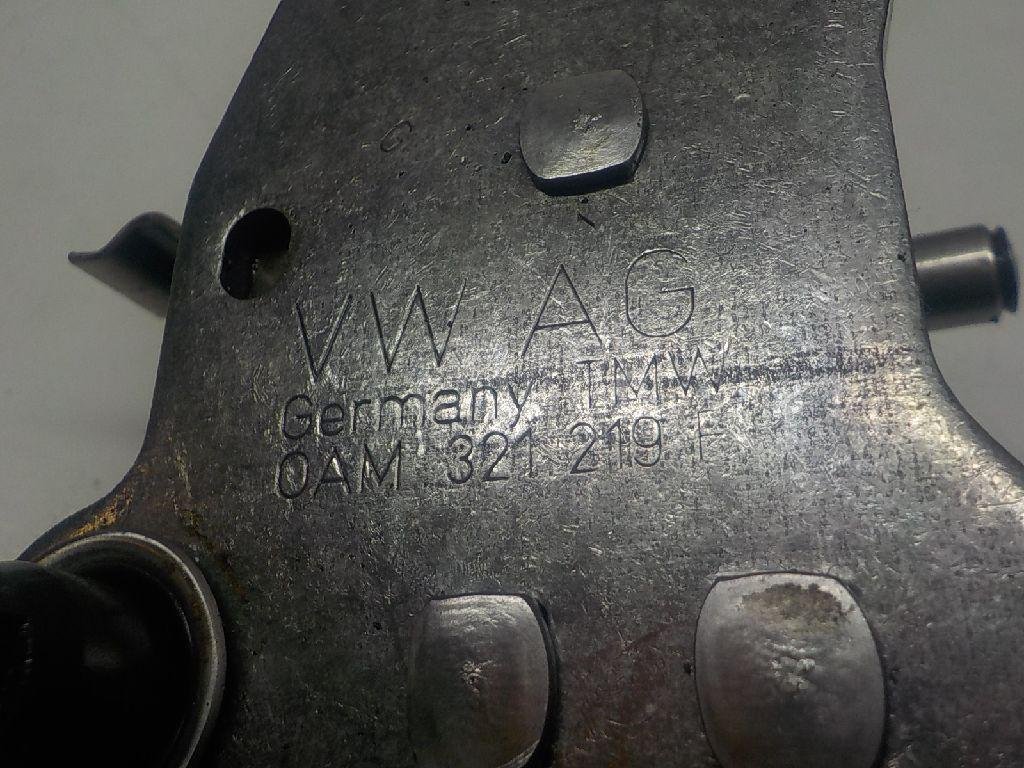 G
VW AG
Germany TMW
0AM 321 219 F